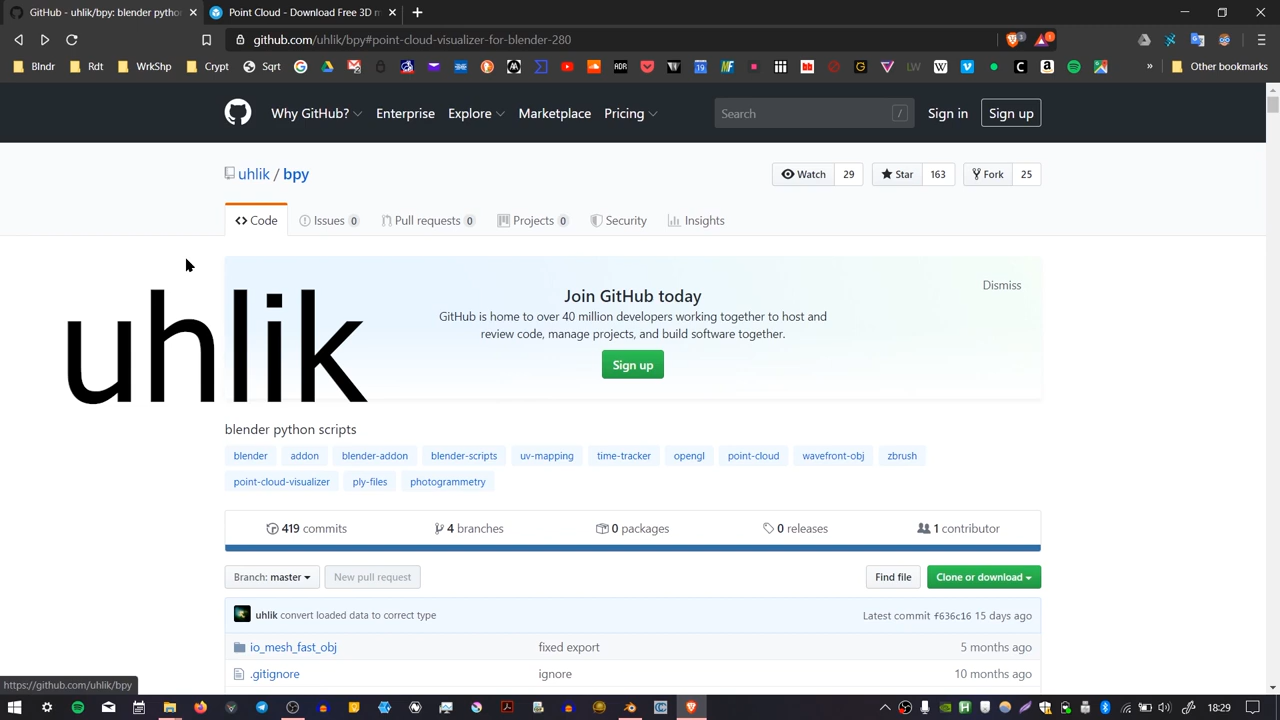 GitHub - uhlik/bpy: blender pytho
Point Cloud - Download Free 3D m
github.com/uhlik/bpy#point-cloud-visualizer-for-blender-280
Blndr
Rdt
WrkShp
Crypt
Sqrt
Other bookmarks
Why GitHub?
Enterprise
Explore
Marketplace
Pricing
Search
/
Sign in
Sign up
uhlik / bpy
Watch 29
Star 163
Fork 25
Code
Issues 0
Pull requests 0
Projects 0
Security
Insights
Join GitHub today
Dismiss
GitHub is home to over 40 million developers working together to host and
review code, manage projects, and build software together.
Sign up
uhlik
blender python scripts
blender addon blender-addon blender-scripts uv-mapping time-tracker opengl point-cloud wavefront-obj zbrush
point-cloud-visualizer ply-files photogrammetry
419 commits
4 branches
0 packages
0 releases
1 contributor
Branch: master
New pull request
Find file
Clone or download
uhlik convert loaded data to correct type
Latest commit f636c16 15 days ago
io_mesh_fast_obj
fixed export
5 months ago
.gitignore
ignore
10 months ago
https://github.com/uhlik/bpy
18:29